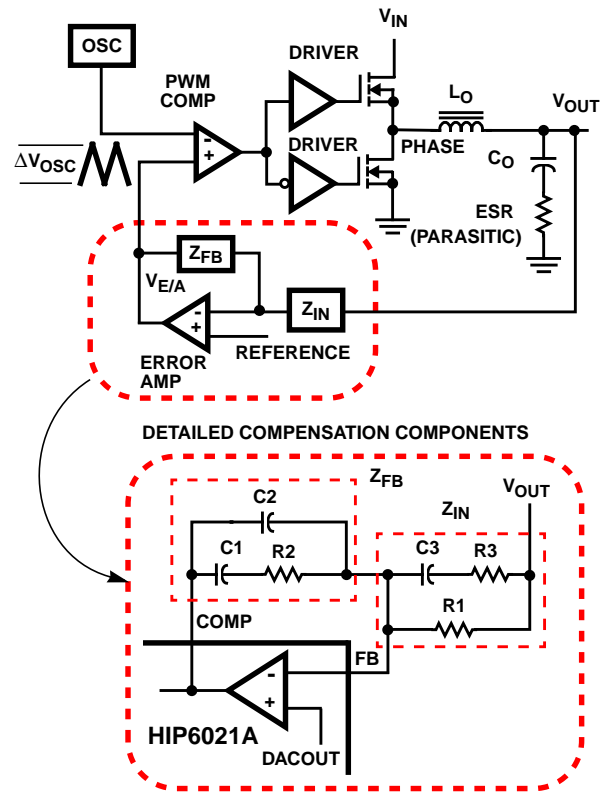 OSC
PWM
COMP
ΔVOSC
DRIVER
DRIVER
VIN
LO
VOUT
PHASE
CO
ESR
(PARASITIC)
ZFB
VE/A
ZIN
-
+
-
+
REFERENCE
ERROR
AMP
DETAILED COMPENSATION COMPONENTS
ZFB
VOUT
ZIN
C2
C1
R2
C3
R3
R1
COMP
FB
-
+
HIP6021A
DACOUT